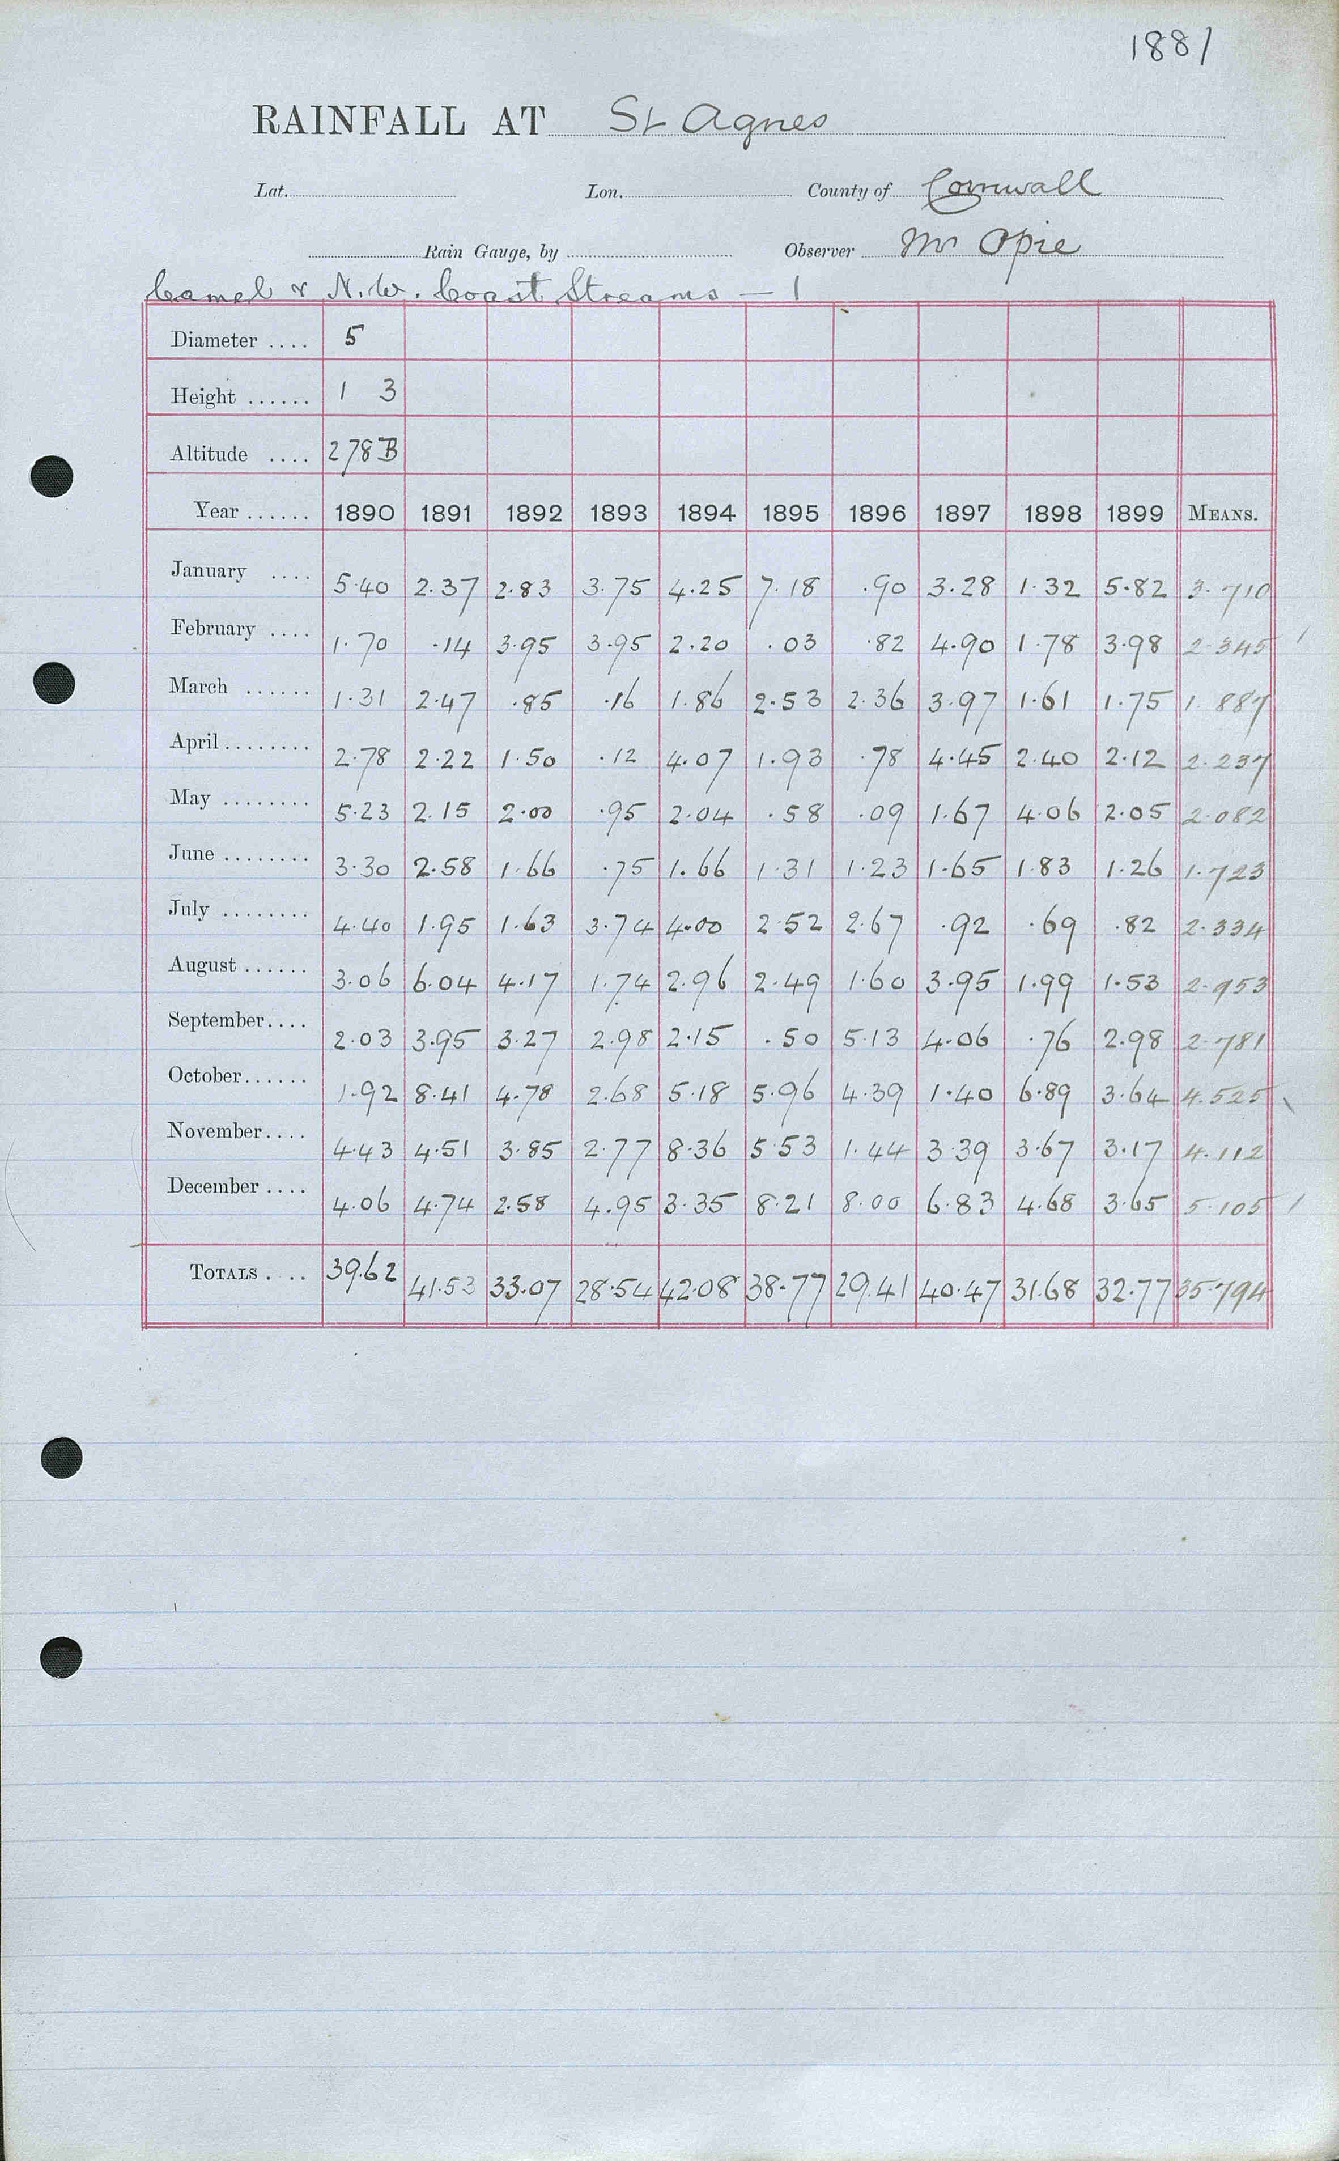 1881
RAINFALL AT St Agnes
Lat. Lon. County of Cornwall
Rain Gauge, by Observer Mr Opie
Camel & N.W. Coast Streams — 1
Diameter .... 5
Height ...... 1 3
Altitude .... 278 B
Year ...... 1890 1891 1892 1893 1894 1895 1896 1897 1898 1899 MEANS.
January .... 5.40 2.37 2.83 3.75 4.25 7.18 .90 3.28 1.32 5.82 3.710
February .... 1.70 .14 3.95 3.95 2.20 .03 .82 4.90 1.78 3.98 2.345
March ...... 1.31 2.47 .85 .16 1.86 2.53 2.36 3.97 1.61 1.75 1.887
April ........ 2.78 2.22 1.50 .12 4.07 1.93 .78 4.45 2.40 2.12 2.237
May ........ 5.23 2.15 2.00 .95 2.04 .58 .09 1.67 4.06 2.05 2.082
June ........ 3.30 2.58 1.66 .75 1.66 1.31 1.23 1.65 1.83 1.26 1.723
July ........ 4.40 1.95 1.63 3.74 4.00 2.52 2.67 .92 .69 .82 2.334
August ...... 3.06 6.04 4.17 1.74 2.96 2.49 1.60 3.95 1.99 1.53 2.953
September.... 2.03 3.95 3.27 2.98 2.15 .50 5.13 4.06 .76 2.98 2.781
October...... 1.92 8.41 4.78 2.68 5.18 5.96 4.39 1.40 6.89 3.64 4.525
November.... 4.43 4.51 3.85 2.77 8.36 5.53 1.44 3.39 3.67 3.17 4.112
December .... 4.06 4.74 2.58 4.95 3.35 8.21 8.00 6.83 4.68 3.65 5.105
TOTALS .... 39.62 41.53 33.07 28.54 42.08 38.77 29.41 40.47 31.68 32.77 35.794